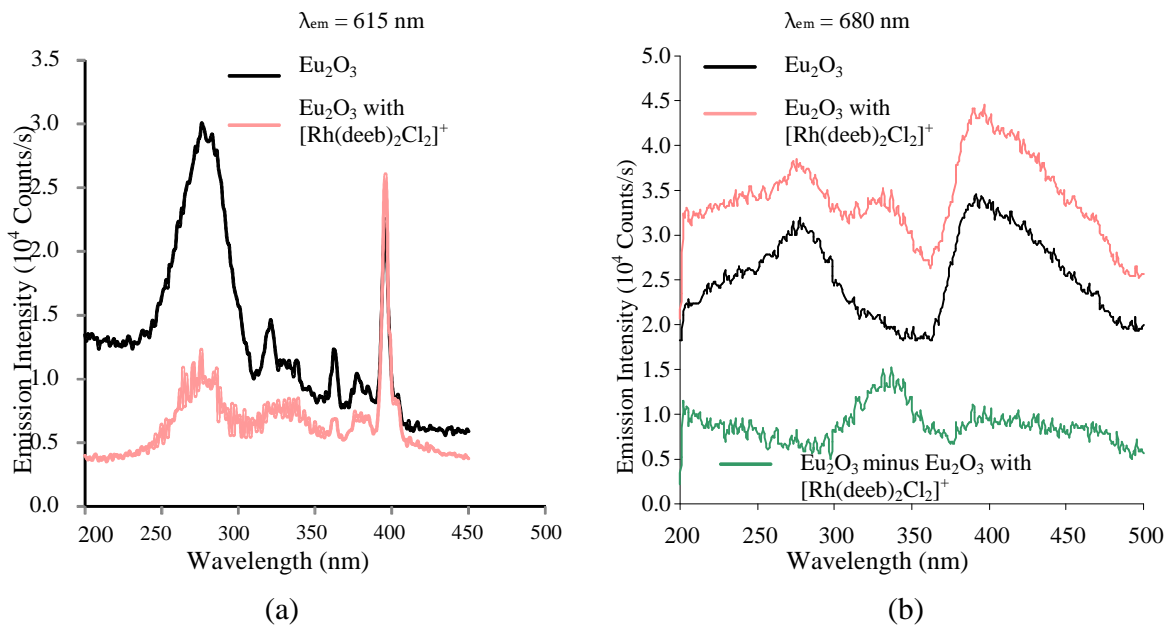 λem = 615 nm
3.5
3.0
2.5
2.0
1.5
1.0
0.5
0.0
Emission Intensity (10⁴ Counts/s)
Eu₂O₃
Eu₂O₃ with
[Rh(deeb)₂Cl₂]⁺
200 250 300 350 400 450 500
Wavelength (nm)
(a)
λem = 680 nm
5.0
4.5
4.0
3.5
3.0
2.5
2.0
1.5
1.0
0.5
0.0
Emission Intensity (10⁴ Counts/s)
Eu₂O₃
Eu₂O₃ with
[Rh(deeb)₂Cl₂]⁺
Eu₂O₃ minus Eu₂O₃ with
[Rh(deeb)₂Cl₂]⁺
200 250 300 350 400 450 500
Wavelength (nm)
(b)